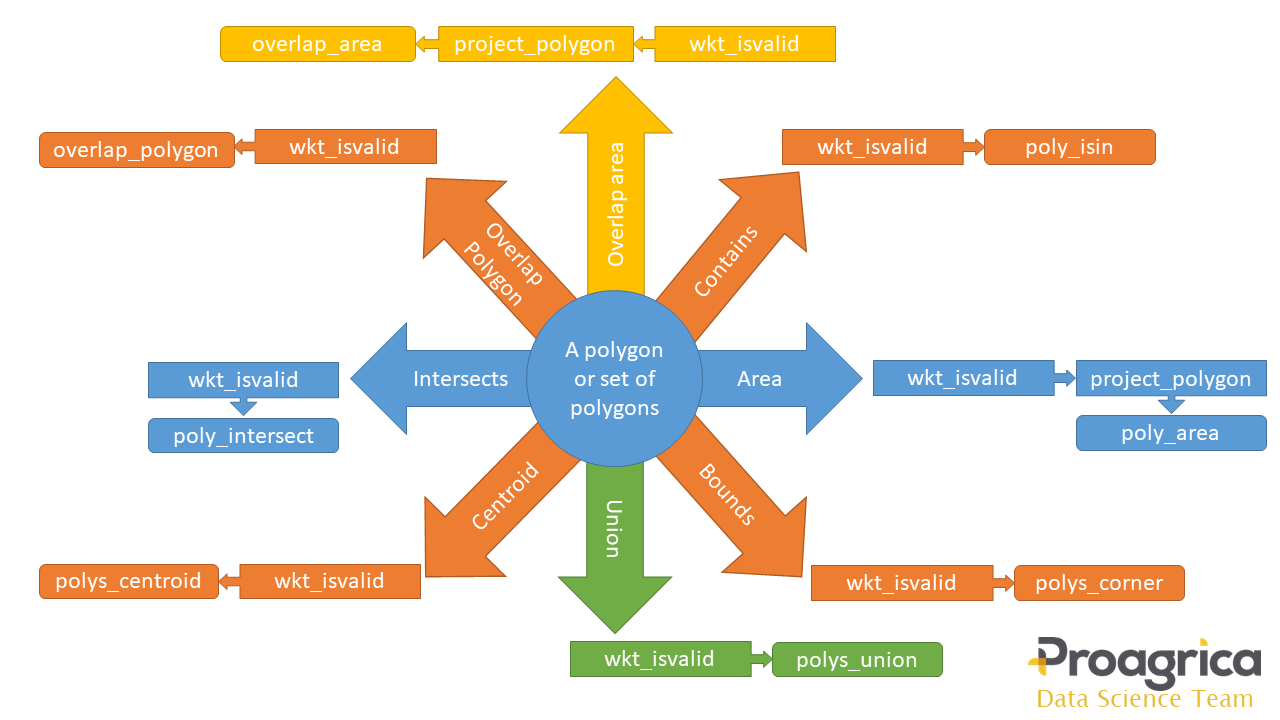 overlap_area
project_polygon
wkt_isvalid
overlap_polygon
wkt_isvalid
wkt_isvalid
poly_isin
Overlap area
Overlap
Polygon
Contains
A polygon
or set of
polygons
Intersects
Area
wkt_isvalid
poly_intersect
wkt_isvalid
project_polygon
poly_area
Centroid
Union
Bounds
polys_centroid
wkt_isvalid
wkt_isvalid
polys_corner
wkt_isvalid
polys_union
Proagrica
Data Science Team